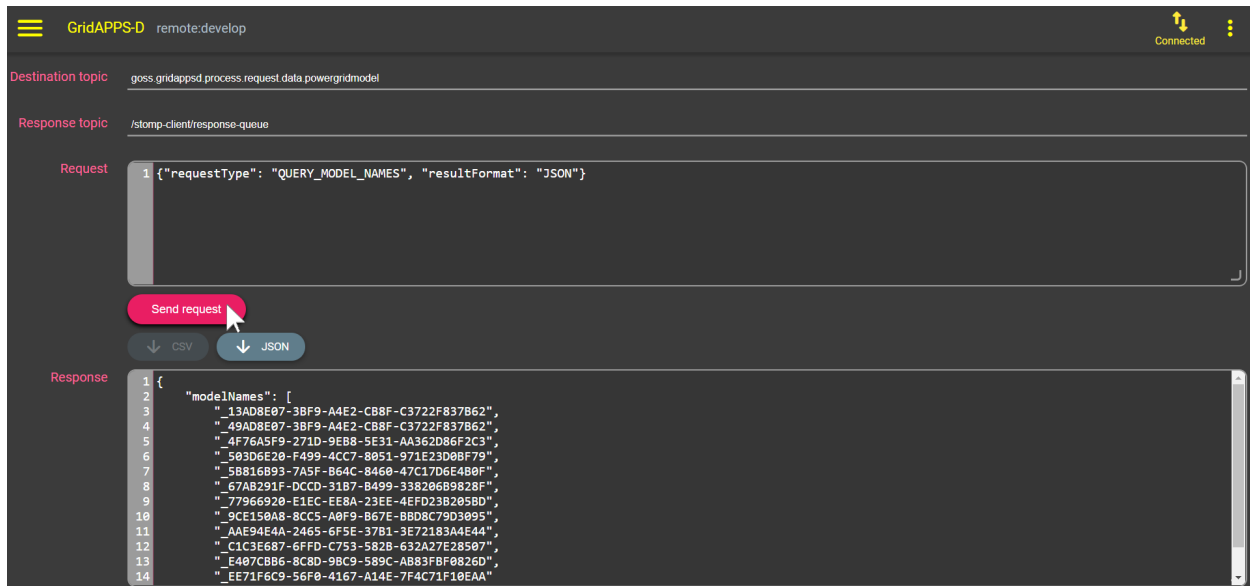 GridAPPS-D remote:develop
Connected
Destination topic goss.gridappsd.process.request.data.powergridmodel
Response topic /stomp-client/response-queue
Request
1 {"requestType": "QUERY_MODEL_NAMES", "resultFormat": "JSON"}
Send request
CSV JSON
Response
1 {
2 "modelNames": [
3 "_13AD8E07-3BF9-A4E2-CB8F-C3722F837B62",
4 "_49AD8E07-3BF9-A4E2-CB8F-C3722F837B62",
5 "_4F76A5F9-271D-9EB8-5E31-AA362D86F2C3",
6 "_503D6E20-F499-4CC7-8051-971E23D0BF79",
7 "_5B816B93-7A5F-B64C-8460-47C17D6E4B0F",
8 "_67AB291F-DCCD-31B7-B499-338206B9828F",
9 "_77966920-E1EC-EE8A-23EE-4EFD23B205BD",
10 "_9CE150A8-8CC5-A0F9-B67E-BBD8C79D3095",
11 "_AAE94E4A-2465-6F5E-37B1-3E72183A4E44",
12 "_C1C3E687-6FFD-C753-582B-632A27E28507",
13 "_E407CBB6-8C8D-9BC9-589C-AB83FBF0826D",
14 "_EE71F6C9-56F0-4167-A14E-7F4C71F10EAA"